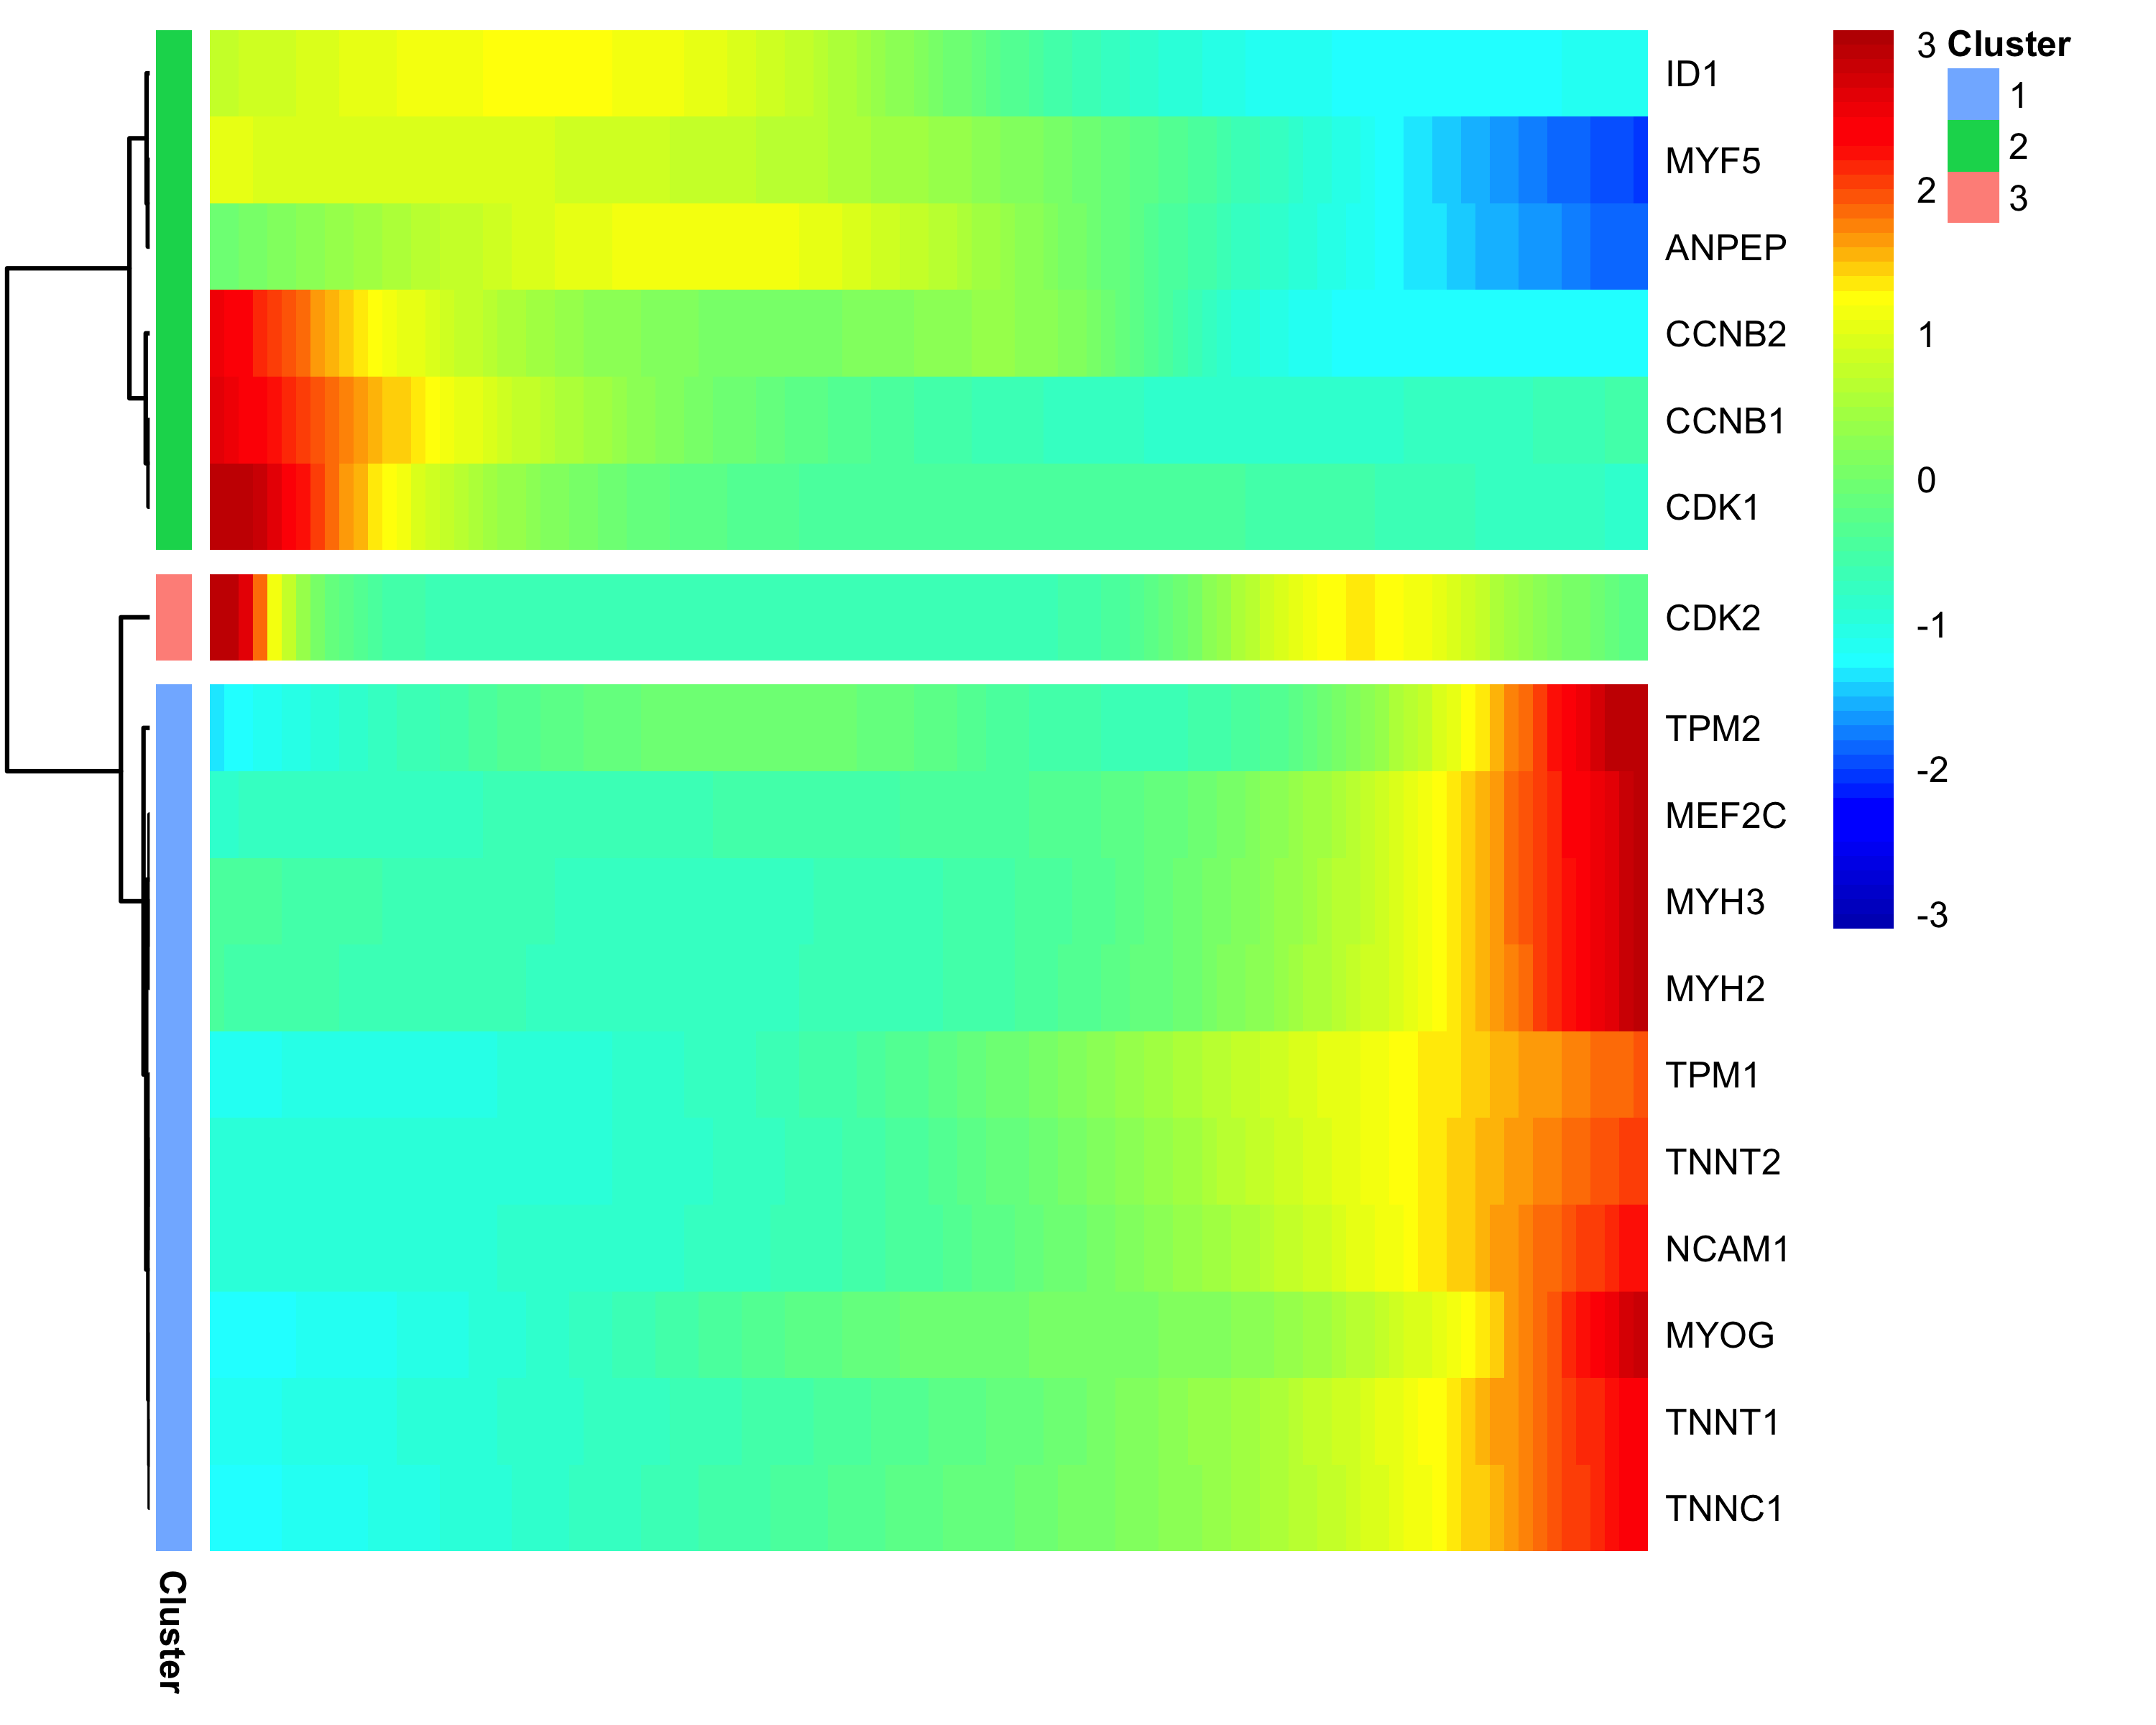 ID1
MYF5
ANPEP
CCNB2
CCNB1
CDK1
CDK2
TPM2
MEF2C
MYH3
MYH2
TPM1
TNNT2
NCAM1
MYOG
TNNT1
TNNC1
3
2
1
0
-1
-2
-3
Cluster
1
2
3
Cluster